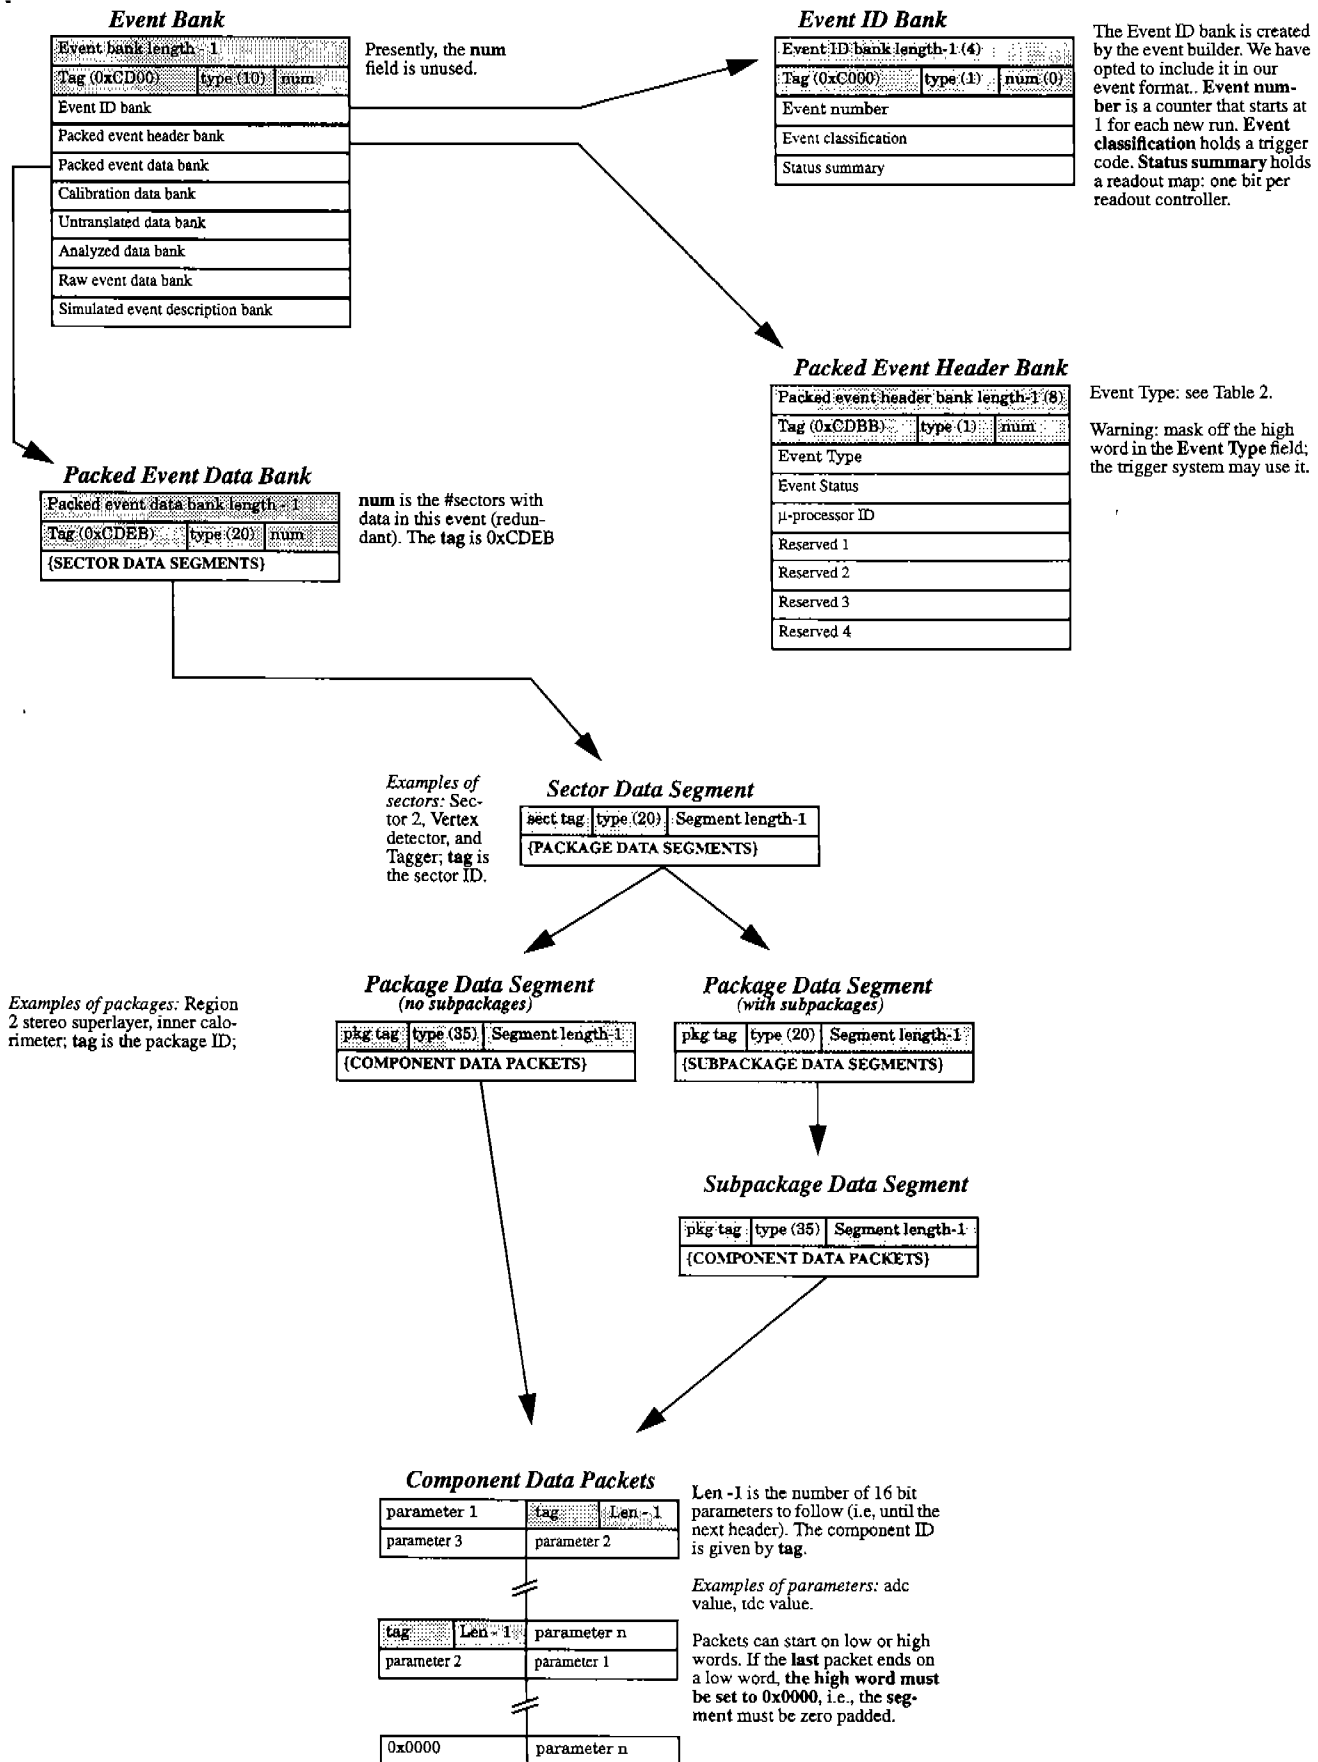 Event Bank
Event bank length - 1
Tag (0xCD00) type (10) num
Event ID bank
Packed event header bank
Packed event data bank
Calibration data bank
Untranslated data bank
Analyzed data bank
Raw event data bank
Simulated event description bank
Presently, the num
field is unused.
Event ID Bank
Event ID bank length-1 (4)
Tag (0xC000) type (1) num (0)
Event number
Event classification
Status summary
The Event ID bank is created
by the event builder. We have
opted to include it in our
event format.. Event num-
ber is a counter that starts at
1 for each new run. Event
classification holds a trigger
code. Status summary holds
a readout map: one bit per
readout controller.
Packed Event Header Bank
Packed event header bank length-1 (8)
Tag (0xCDBB) type (1) num
Event Type
Event Status
μ-processor ID
Reserved 1
Reserved 2
Reserved 3
Reserved 4
Event Type: see Table 2.
Warning: mask off the high
word in the Event Type field;
the trigger system may use it.
Packed Event Data Bank
Packed event data bank length - 1
Tag (0xCDEB) type (20) num
{SECTOR DATA SEGMENTS}
num is the #sectors with
data in this event (redun-
dant). The tag is 0xCDEB
Examples of
sectors: Sec-
tor 2, Vertex
detector, and
Tagger; tag is
the sector ID.
Sector Data Segment
sect tag type (20) Segment length-1
{PACKAGE DATA SEGMENTS}
Examples of packages: Region
2 stereo superlayer, inner calo-
rimeter; tag is the package ID;
Package Data Segment
(no subpackages)
pkg tag type (35) Segment length-1
{COMPONENT DATA PACKETS}
Package Data Segment
(with subpackages)
pkg tag type (20) Segment length-1
{SUBPACKAGE DATA SEGMENTS}
Subpackage Data Segment
pkg tag type (35) Segment length-1
{COMPONENT DATA PACKETS}
Component Data Packets
parameter 1 tag Len - 1
parameter 3 parameter 2
tag Len - 1 parameter n
parameter 2 parameter 1
0x0000 parameter n
Len -1 is the number of 16 bit
parameters to follow (i.e, until the
next header). The component ID
is given by tag.
Examples of parameters: adc
value, tdc value.
Packets can start on low or high
words. If the last packet ends on
a low word, the high word must
be set to 0x0000, i.e., the seg-
ment must be zero padded.